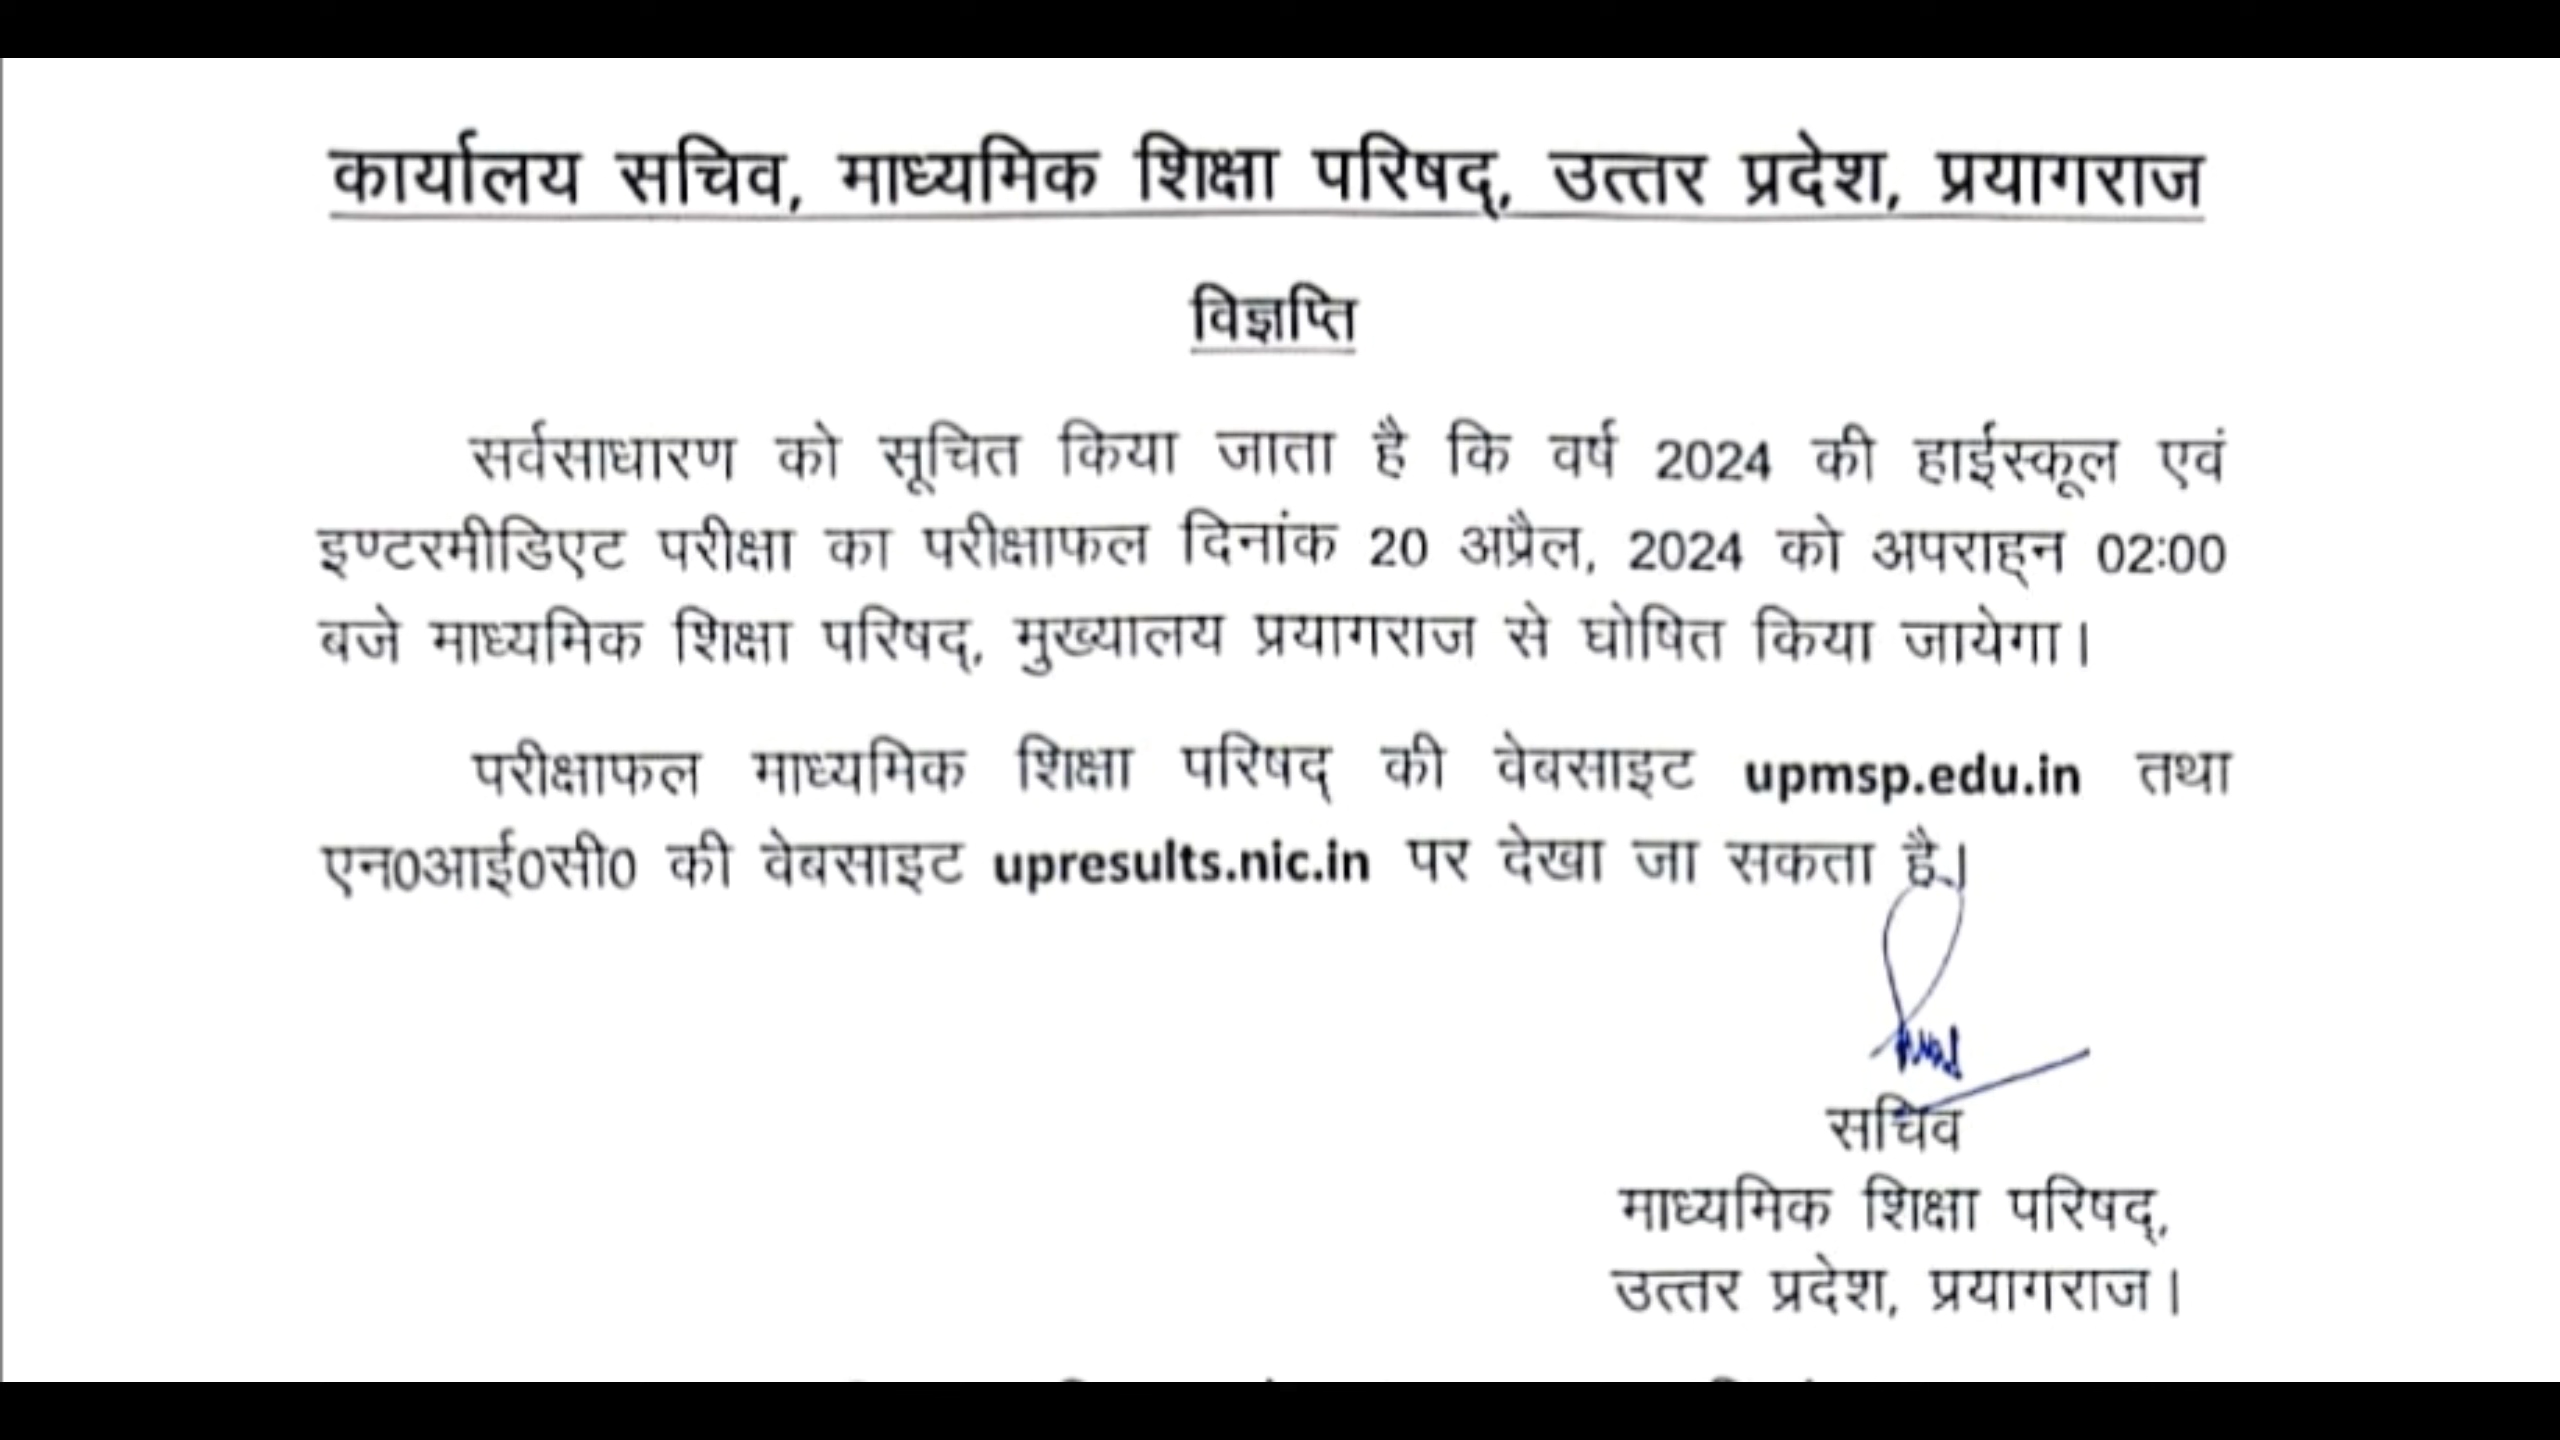 कार्यालय सचिव, माध्यमिक शिक्षा परिषद्, उत्तर प्रदेश, प्रयागराज
विज्ञप्ति
सर्वसाधारण को सूचित किया जाता है कि वर्ष 2024 की हाईस्कूल एवं
इण्टरमीडिएट परीक्षा का परीक्षाफल दिनांक 20 अप्रैल, 2024 को अपराह्न 02:00
बजे माध्यमिक शिक्षा परिषद्, मुख्यालय प्रयागराज से घोषित किया जायेगा।
परीक्षाफल माध्यमिक शिक्षा परिषद् की वेबसाइट upmsp.edu.in तथा
एन0आई0सी0 की वेबसाइट upresults.nic.in पर देखा जा सकता है।
सचिव
माध्यमिक शिक्षा परिषद्,
उत्तर प्रदेश, प्रयागराज।